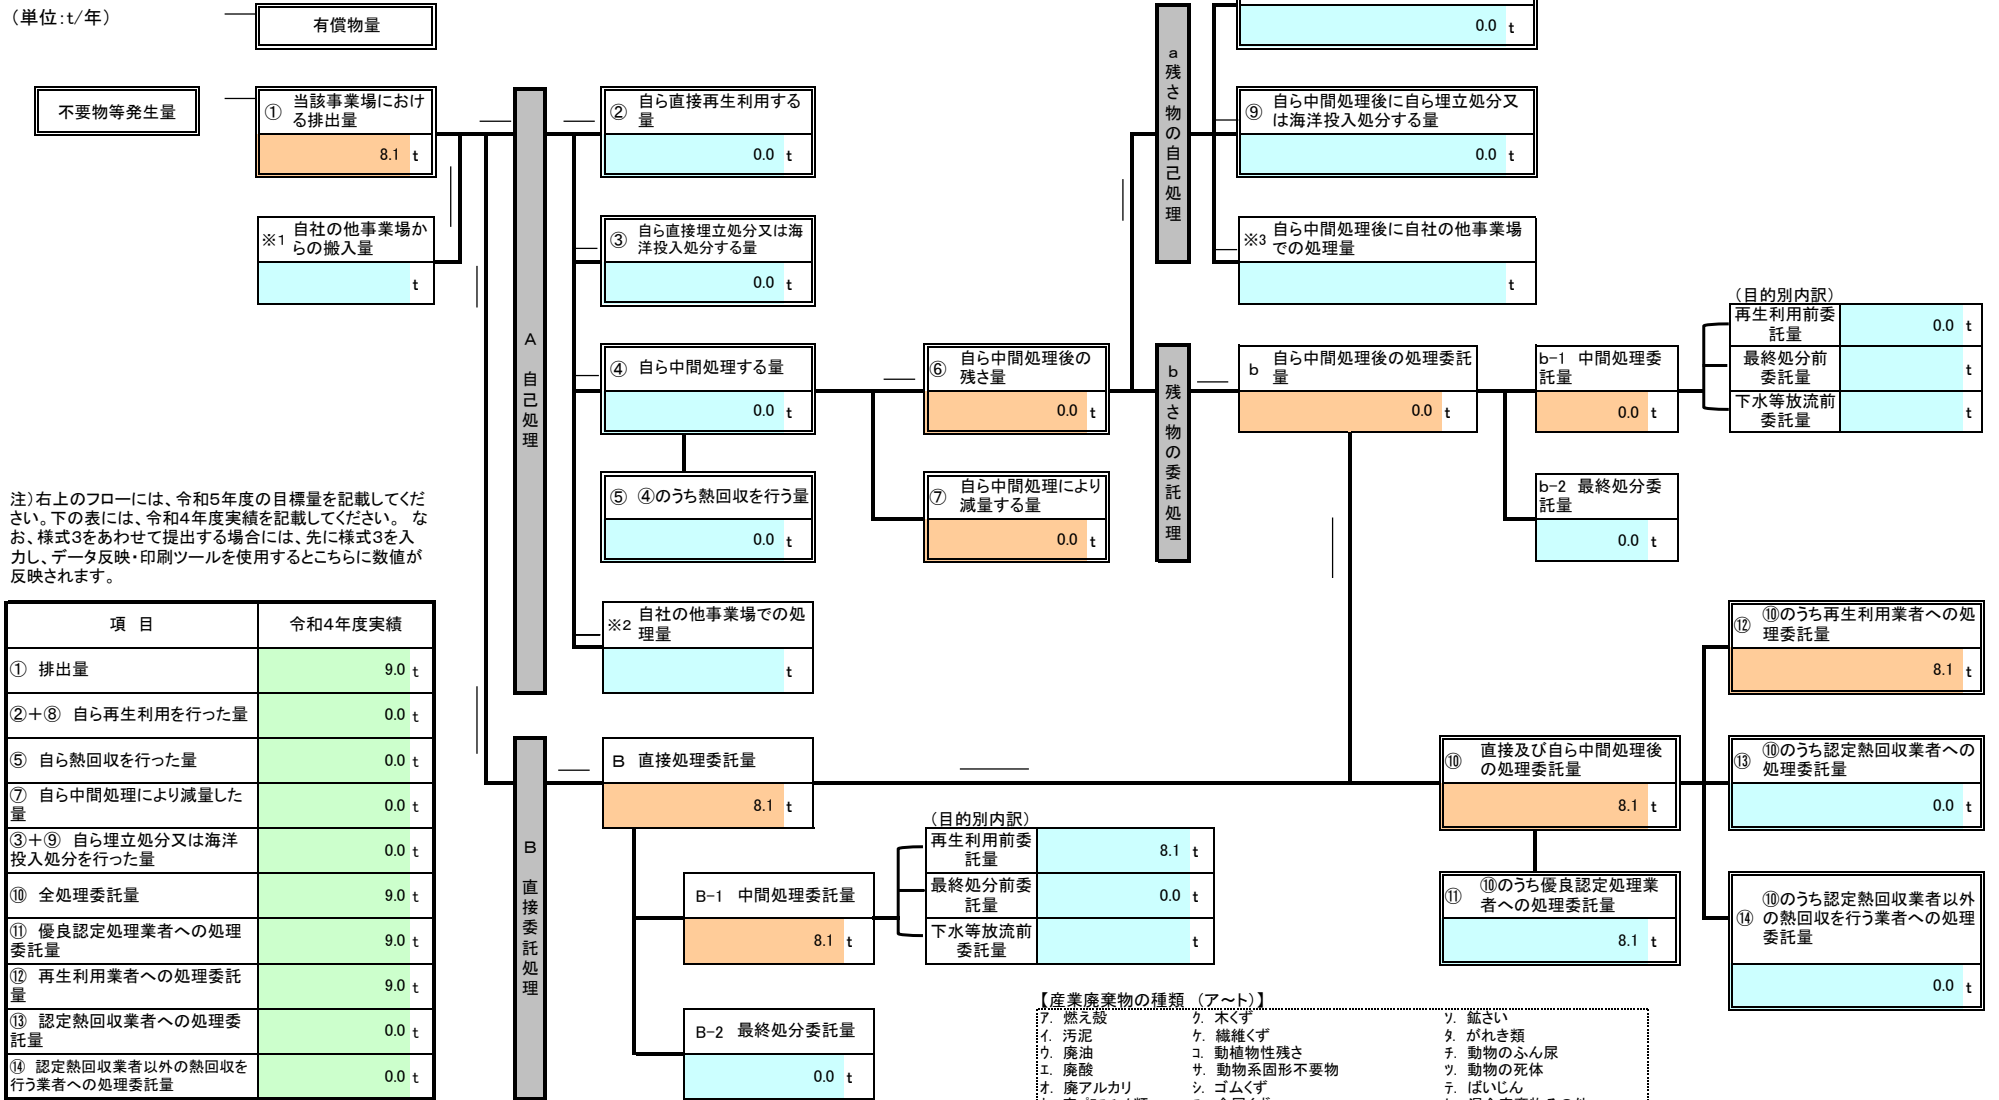 （単位：t/年）
有償物量
不要物等発生量
① 当該事業場におけ
る排出量
8.1 t
※1 自社の他事業場か
らの搬入量
t
A 自己処理
② 自ら直接再生利用する
量
0.0 t
③ 自ら直接埋立処分又は海
洋投入処分する量
0.0 t
④ 自ら中間処理する量
0.0 t
⑤ ④のうち熱回収を行う量
0.0 t
※2 自社の他事業場での処
理量
t
⑥ 自ら中間処理後の
残さ量
0.0 t
⑦ 自ら中間処理により
減量する量
0.0 t
a 残さ物の自己処理
0.0 t
⑨ 自ら中間処理後に自ら埋立処分又
は海洋投入処分する量
0.0 t
※3 自ら中間処理後に自社の他事業場
での処理量
t
b 残さ物の委託処理
b 自ら中間処理後の処理委託
量
0.0 t
b-1 中間処理委
託量
0.0 t
（目的別内訳）
再生利用前委
託量
0.0 t
最終処分前
委託量
t
下水等放流前
委託量
t
b-2 最終処分委
託量
0.0 t
注）右上のフローには、令和5年度の目標量を記載してくだ
さい。下の表には、令和4年度実績を記載してください。 な
お、様式3をあわせて提出する場合には、先に様式3を入
力し、データ反映・印刷ツールを使用するとこちらに数値が
反映されます。
項 目 令和4年度実績
① 排出量 9.0 t
②＋⑧ 自ら再生利用を行った量 0.0 t
⑤ 自ら熱回収を行った量 0.0 t
⑦ 自ら中間処理により減量した
量 0.0 t
③＋⑨ 自ら埋立処分又は海洋
投入処分を行った量 0.0 t
⑩ 全処理委託量 9.0 t
⑪ 優良認定処理業者への処理
委託量 9.0 t
⑫ 再生利用業者への処理委託
量 9.0 t
⑬ 認定熱回収業者への処理委
託量 0.0 t
⑭ 認定熱回収業者以外の熱回収を
行う業者への処理委託量 0.0 t
B 直接委託処理
B 直接処理委託量
8.1 t
B-1 中間処理委託量
8.1 t
（目的別内訳）
再生利用前委
託量
8.1 t
最終処分前委
託量
0.0 t
下水等放流前
委託量
t
B-2 最終処分委託量
0.0 t
⑩ 直接及び自ら中間処理後
の処理委託量
8.1 t
⑪ ⑩のうち優良認定処理業
者への処理委託量
8.1 t
⑫ ⑩のうち再生利用業者への処
理委託量
8.1 t
⑬ ⑩のうち認定熱回収業者への
処理委託量
0.0 t
⑭ ⑩のうち認定熱回収業者以外
の熱回収を行う業者への処理
委託量
0.0 t
【産業廃棄物の種類 （ア～ト）】
ｱ. 燃え殻 ｸ. 木くず ｿ. 鉱さい
ｲ. 汚泥 ｹ. 繊維くず ﾀ. がれき類
ｳ. 廃油 ｺ. 動植物性残さ ﾁ. 動物のふん尿
ｴ. 廃酸 ｻ. 動物系固形不要物 ﾂ. 動物の死体
ｵ. 廃アルカリ ｼ. ゴムくず ﾃ. ばいじん